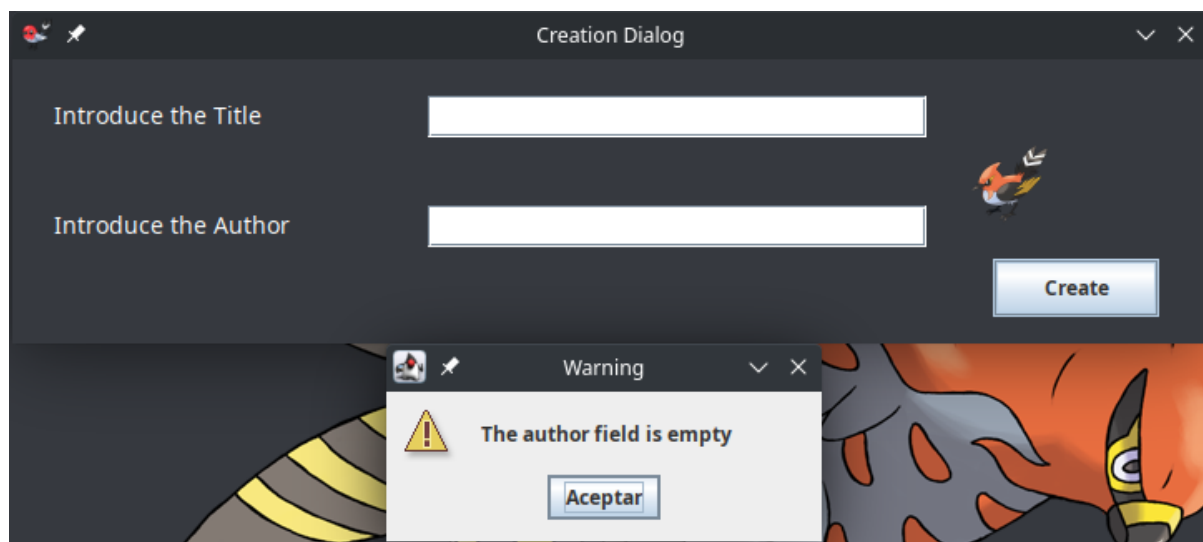 Creation Dialog
Introduce the Title
Introduce the Author
Create
Warning
The author field is empty
Aceptar